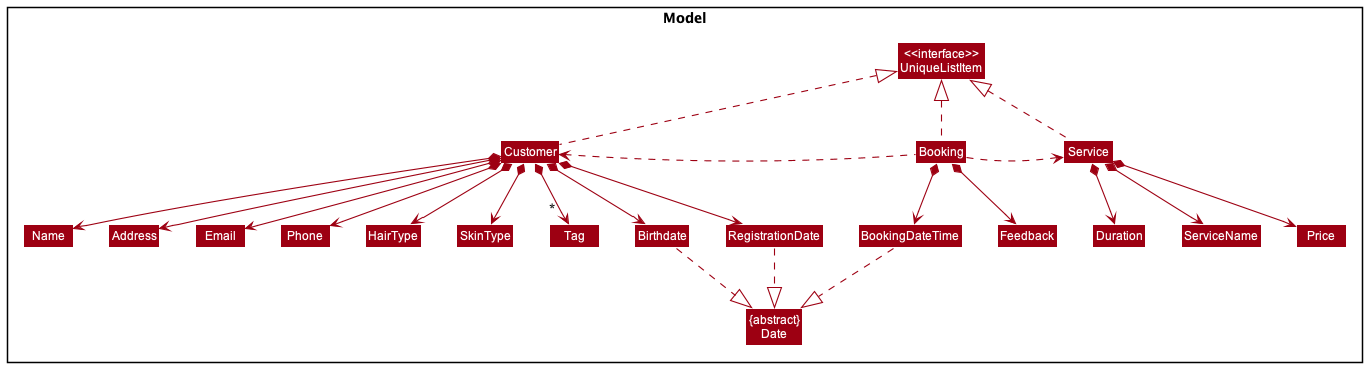 Model
<<interface>>
UniqueListItem
Customer
Booking
Service
*
Name
Address
Email
Phone
HairType
SkinType
Tag
Birthdate
RegistrationDate
BookingDateTime
Feedback
Duration
ServiceName
Price
{abstract}
Date